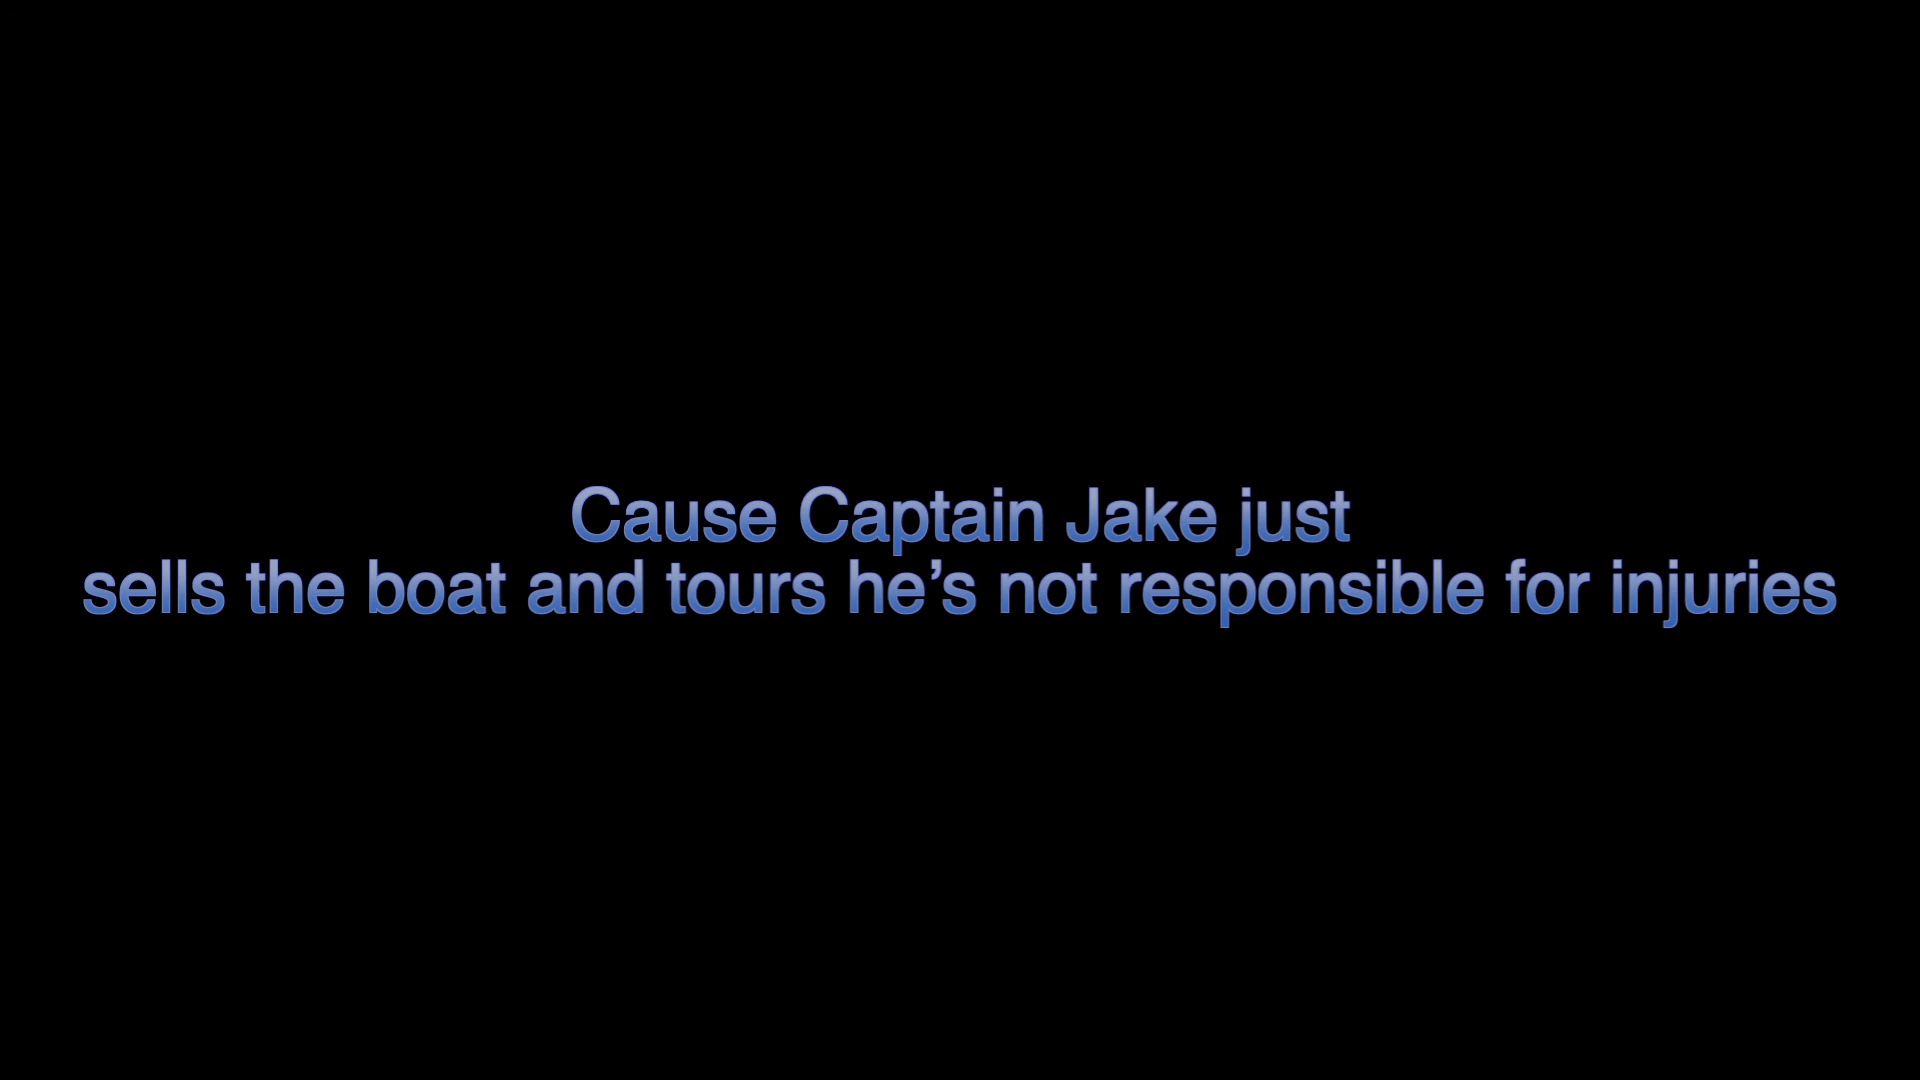 Cause Captain Jake just
sells the boat and tours he’s not responsible for injuries